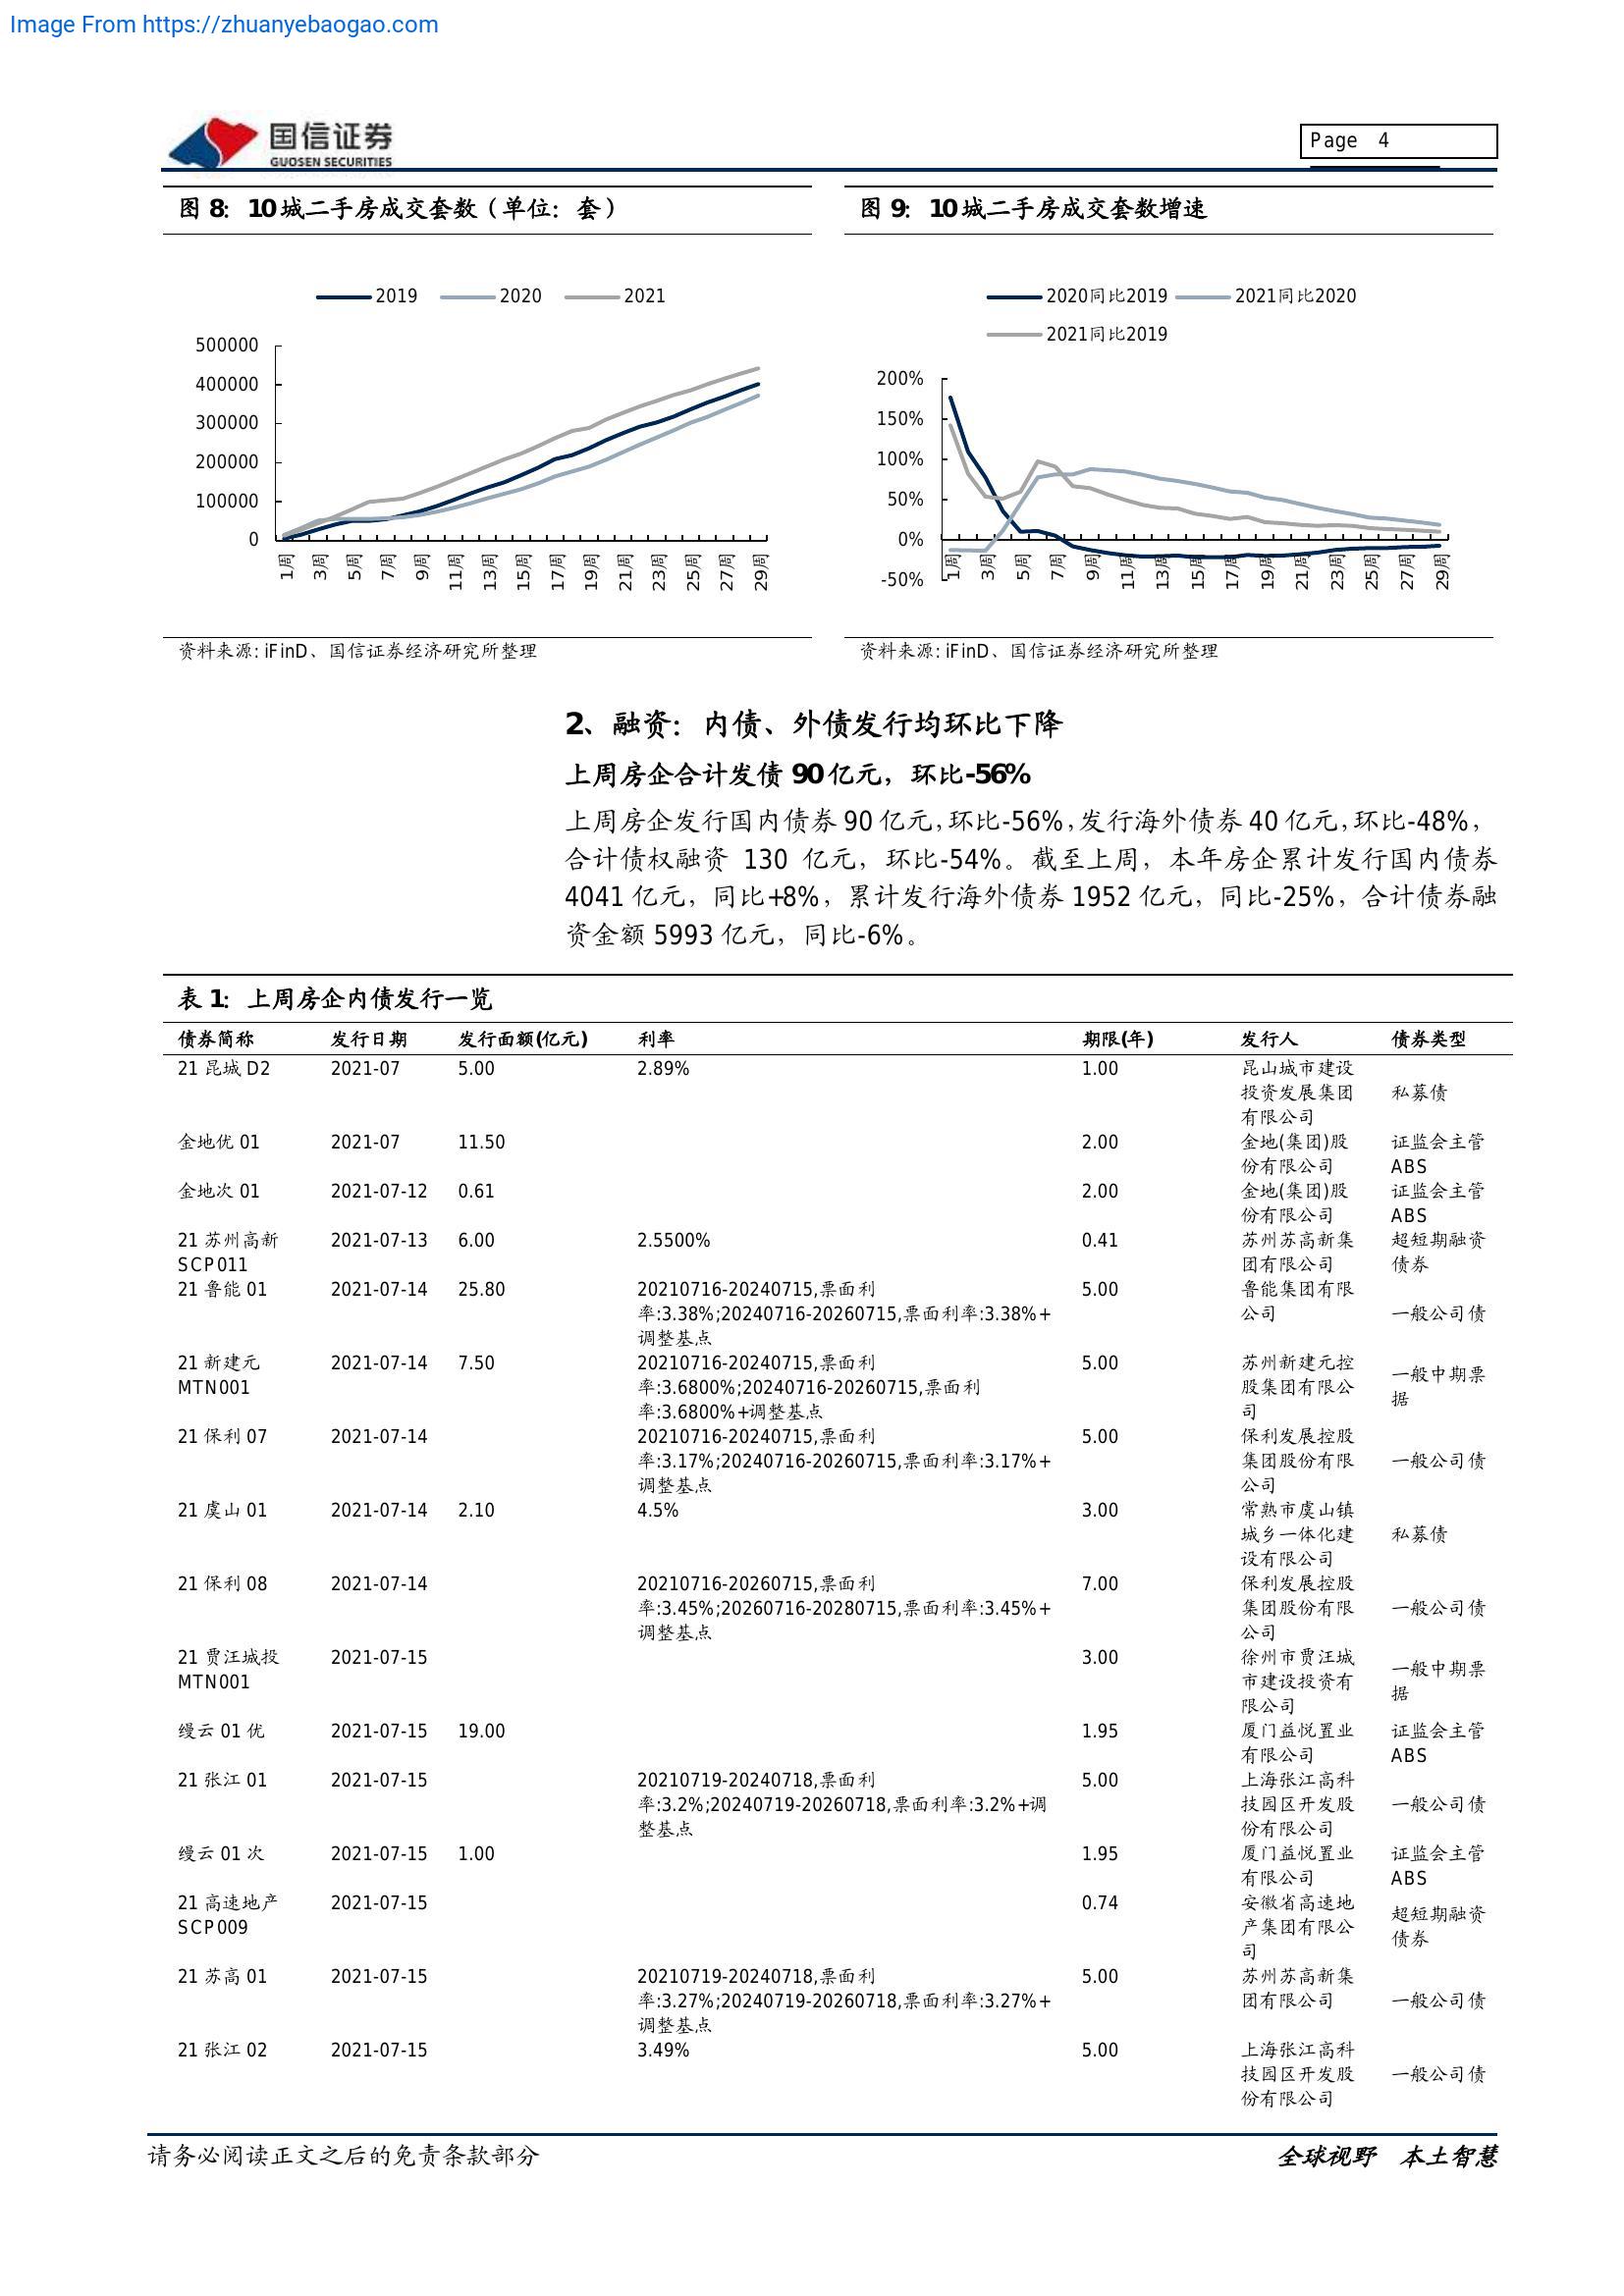 Image From https://zhuanyebaogao.com
国信证券
GUOSEN SECURITIES
Page 4
图 8：10 城二手房成交套数（单位：套）
2019 2020 2021
500000
400000
300000
200000
100000
0
1周 3周 5周 7周 9周 11周 13周 15周 17周 19周 21周 23周 25周 27周 29周
资料来源: iFinD、国信证券经济研究所整理
图 9：10 城二手房成交套数增速
2020同比2019 2021同比2020
2021同比2019
200%
150%
100%
50%
0%
-50%
1周 3周 5周 7周 9周 11周 13周 15周 17周 19周 21周 23周 25周 27周 29周
资料来源: iFinD、国信证券经济研究所整理
2、融资：内债、外债发行均环比下降
上周房企合计发债 90 亿元，环比-56%
上周房企发行国内债券 90 亿元，环比-56%，发行海外债券 40 亿元，环比-48%，
合计债权融资 130 亿元，环比-54%。截至上周，本年房企累计发行国内债券
4041 亿元，同比+8%，累计发行海外债券 1952 亿元，同比-25%，合计债券融
资金额 5993 亿元，同比-6%。
表 1：上周房企内债发行一览
债券简称 发行日期 发行面额(亿元) 利率 期限(年) 发行人 债券类型
21 昆城 D2 2021-07 5.00 2.89% 1.00 昆山城市建设
投资发展集团 私募债
有限公司
金地优 01 2021-07 11.50 2.00 金地(集团)股 证监会主管
份有限公司 ABS
金地次 01 2021-07-12 0.61 2.00 金地(集团)股 证监会主管
份有限公司 ABS
21 苏州高新 2021-07-13 6.00 2.5500% 0.41 苏州苏高新集 超短期融资
SCP011 团有限公司 债券
21 鲁能 01 2021-07-14 25.80 20210716-20240715,票面利 5.00 鲁能集团有限
率:3.38%;20240716-20260715,票面利率:3.38%+ 公司 一般公司债
调整基点
21 新建元 2021-07-14 7.50 20210716-20240715,票面利 5.00 苏州新建元控 一般中期票
MTN001 率:3.6800%;20240716-20260715,票面利 股集团有限公 据
率:3.6800%+调整基点 司
21 保利 07 2021-07-14 20210716-20240715,票面利 5.00 保利发展控股
率:3.17%;20240716-20260715,票面利率:3.17%+ 集团股份有限 一般公司债
调整基点 公司
21 虞山 01 2021-07-14 2.10 4.5% 3.00 常熟市虞山镇
城乡一体化建 私募债
设有限公司
21 保利 08 2021-07-14 20210716-20260715,票面利 7.00 保利发展控股
率:3.45%;20260716-20280715,票面利率:3.45%+ 集团股份有限 一般公司债
调整基点 公司
21 贾汪城投 2021-07-15 3.00 徐州市贾汪城 一般中期票
MTN001 市建设投资有 据
限公司
缦云 01 优 2021-07-15 19.00 1.95 厦门益悦置业 证监会主管
有限公司 ABS
21 张江 01 2021-07-15 20210719-20240718,票面利 5.00 上海张江高科
率:3.2%;20240719-20260718,票面利率:3.2%+调 技园区开发股 一般公司债
整基点 份有限公司
缦云 01 次 2021-07-15 1.00 1.95 厦门益悦置业 证监会主管
有限公司 ABS
21 高速地产 2021-07-15 0.74 安徽省高速地 超短期融资
SCP009 产集团有限公 债券
司
21 苏高 01 2021-07-15 20210719-20240718,票面利 5.00 苏州苏高新集
率:3.27%;20240719-20260718,票面利率:3.27%+ 团有限公司 一般公司债
调整基点
21 张江 02 2021-07-15 3.49% 5.00 上海张江高科
技园区开发股 一般公司债
份有限公司
请务必阅读正文之后的免责条款部分 全球视野 本土智慧